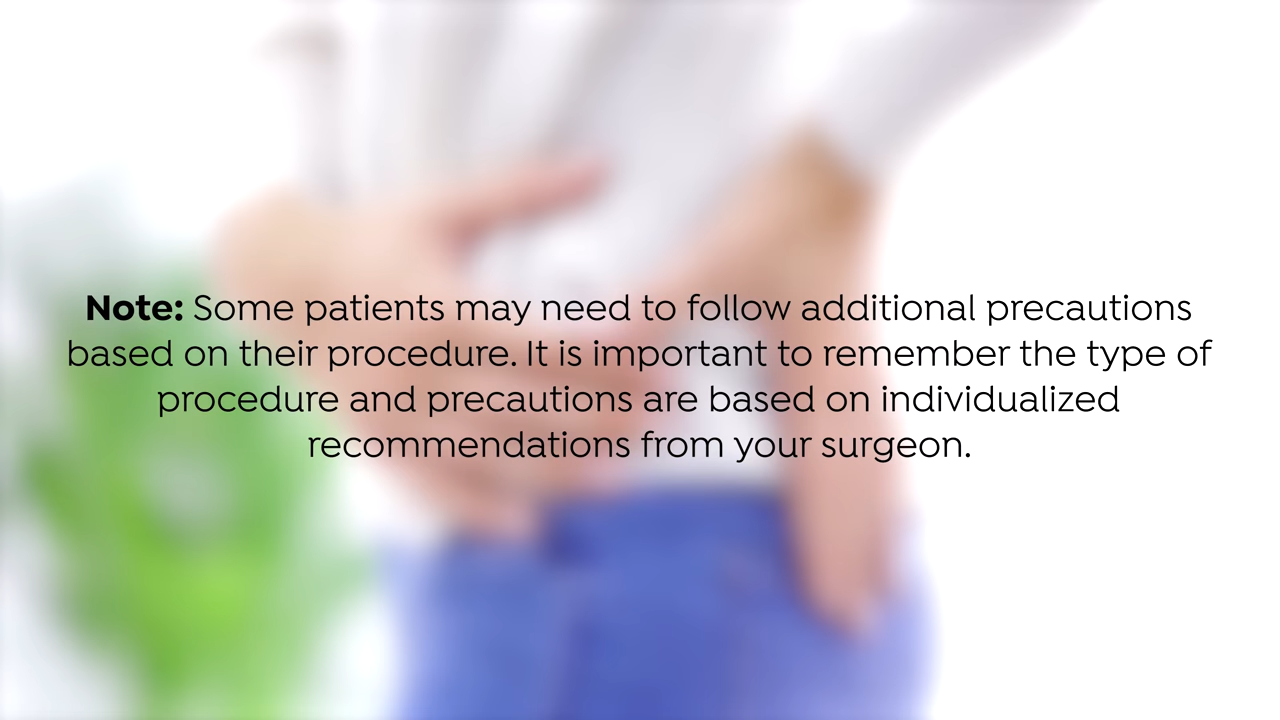 Note: Some patients may need to follow additional precautions
based on their procedure. It is important to remember the type of
procedure and precautions are based on individualized
recommendations from your surgeon.